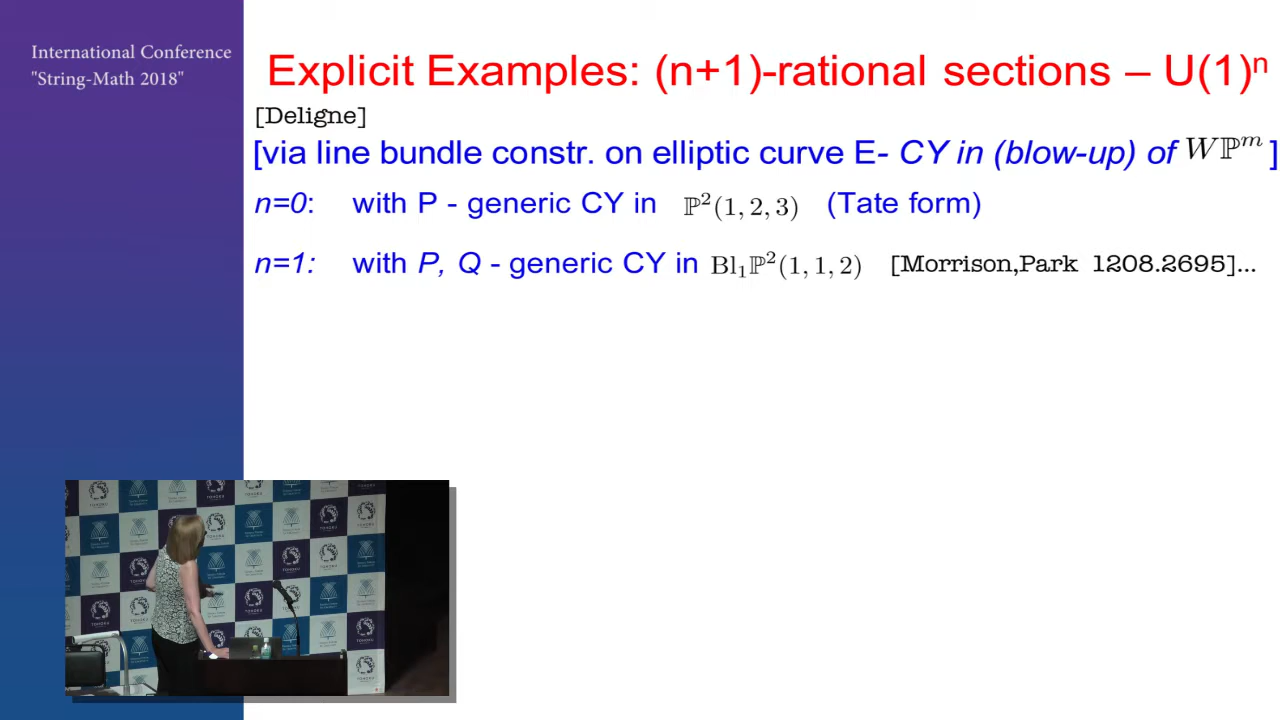 International Conference
"String-Math 2018"
Explicit Examples: (n+1)-rational sections – U(1)ⁿ
[Deligne]
[via line bundle constr. on elliptic curve E- CY in (blow-up) of Wℙᵐ ]
n=0: with P - generic CY in ℙ²(1, 2, 3) (Tate form)
n=1: with P, Q - generic CY in Bl₁ℙ²(1, 1, 2) [Morrison,Park 1208.2695]...
TOHOKU